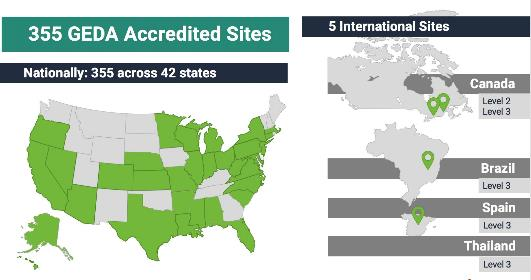 355 GEDA Accredited Sites
Nationally: 355 across 42 states
5 International Sites
Canada
Level 2
Level 3
Brazil
Level 3
Spain
Level 3
Thailand
Level 3